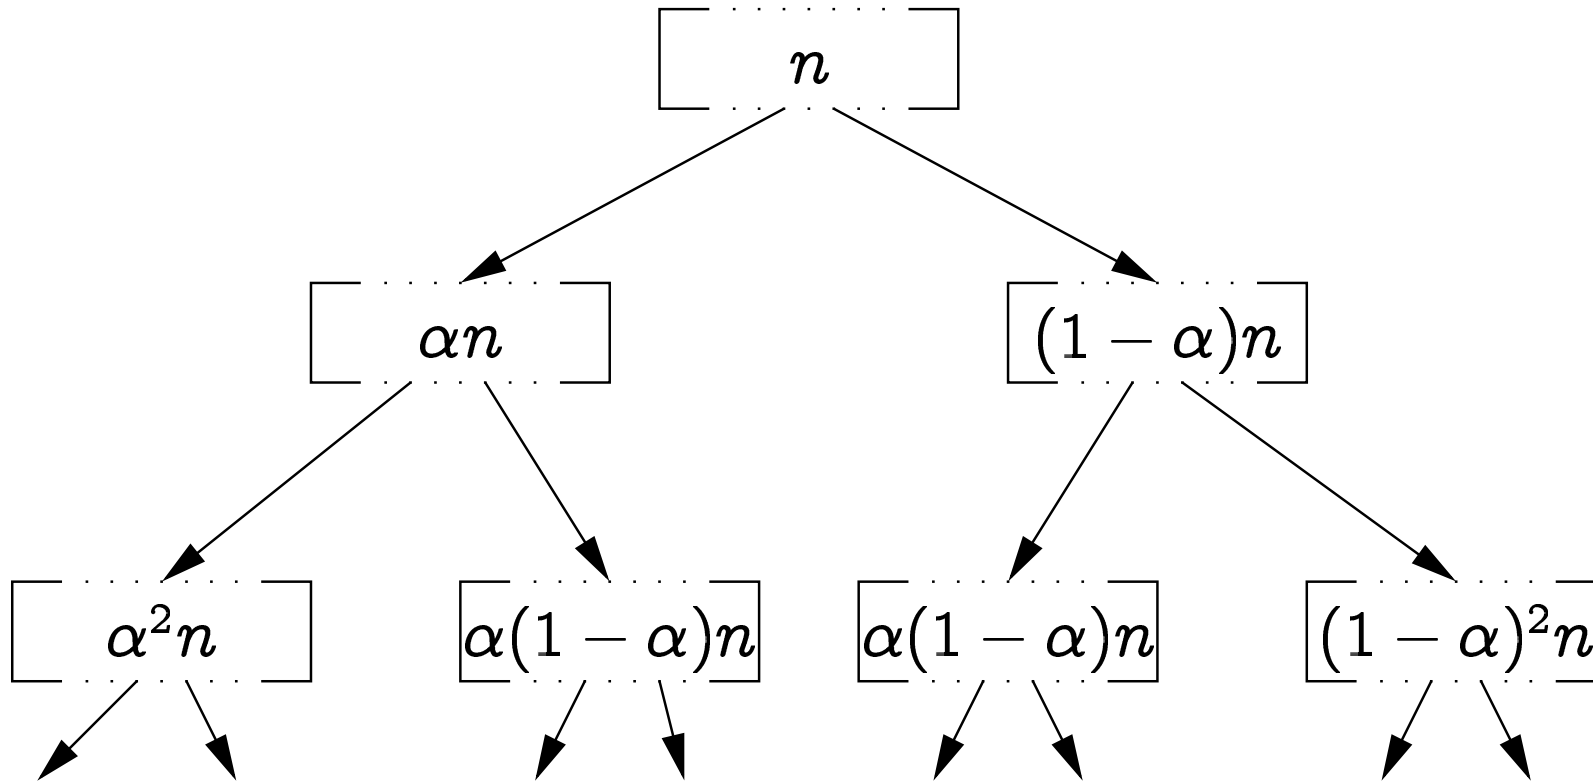 n
αn (1 − α)n
α²n α(1 − α)n α(1 − α)n (1 − α)²n